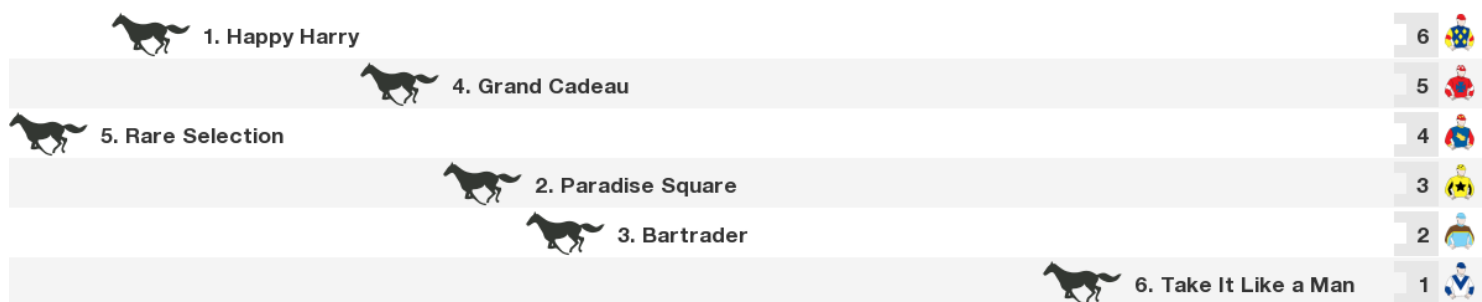 1. Happy Harry 6
4. Grand Cadeau 5
5. Rare Selection 4
2. Paradise Square 3
3. Bartrader 2
6. Take It Like a Man 1